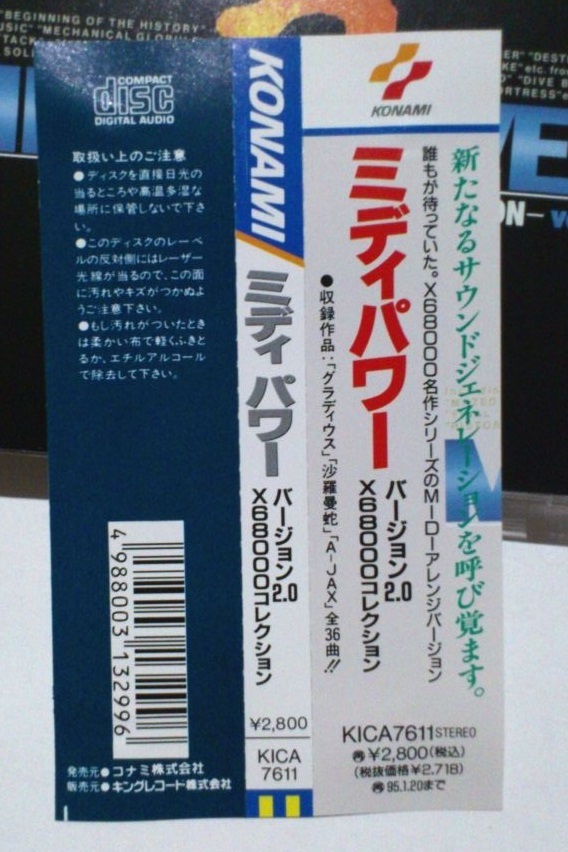 "BEGINNING OF THE HISTORY"
"MECHANICAL
COMPACT
disc
DIGITAL AUDIO
取扱い上のご注意
●ディスクを直接日光の
当るところや高温多湿な
場所に保管しないで下さ
い。
●このディスクのレーベ
ルの反対側にはレーザー
光線が当るので、この面
に汚れやキズがつかぬよ
うご注意下さい。
●もし汚れがついたとき
は柔かい布で軽くふきと
るか、エチルアルコール
で除去して下さい。
4 988003 132996
発売元●コナミ株式会社
販売元●キングレコード株式会社
KONAMI
ミディパワー
バージョン2.0
X68000コレクション
¥2,800
KICA
7611
KONAMI
新たなるサウンドジェネレーションを呼び覚ます。
誰もが待っていた。X68000名作シリーズのMIDIアレンジバージョン
ミディパワー
バージョン2.0
X68000コレクション
●収録作品:「グラディウス」「沙羅曼蛇」「A-JAX」全36曲!!
KICA7611 STEREO
¥2,800(税込)
(税抜価格¥2,718)
95.1.20まで